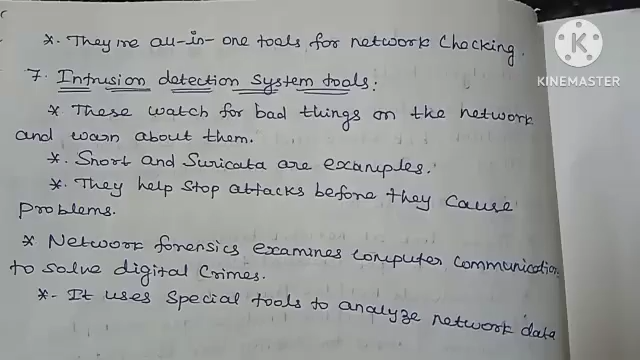 *. They're all-in-one tools for network Chocking.
7. Intrusion detection System tools:
* These watch for bad things on the network
and warn about them.
*. Snort and Suricata are examples.
*. They help stop attacks before they cause
problems.
* Network forensics examines computer communication
to solve digital crimes.
*. It uses special tools to analyze network data
KINEMASTER